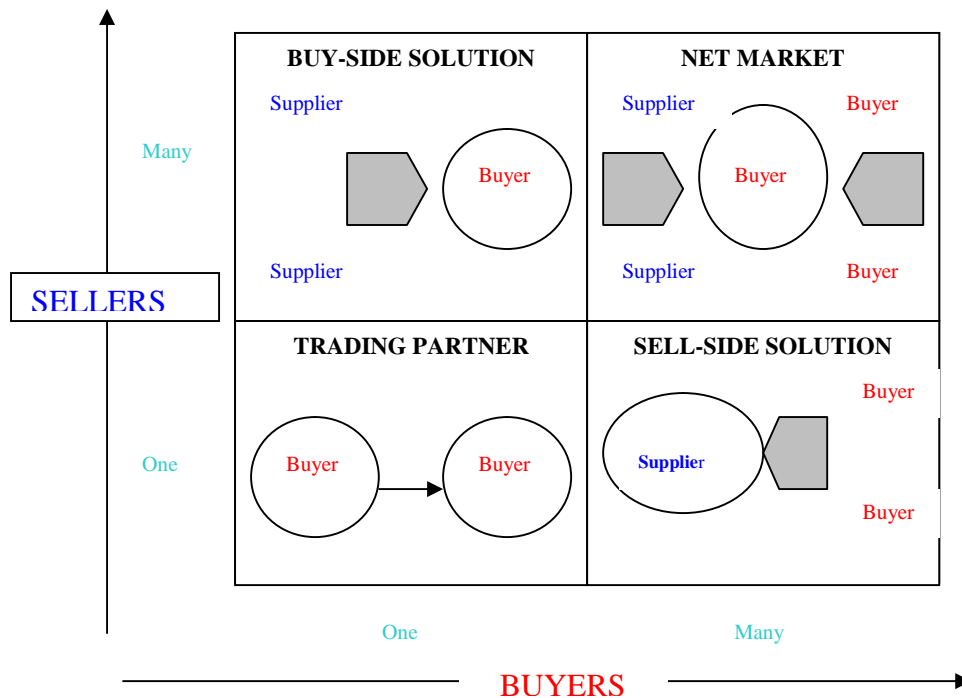 BUY-SIDE SOLUTION
NET MARKET
Supplier
Supplier
Buyer
Many
Buyer
Buyer
Supplier
Supplier
Buyer
SELLERS
TRADING PARTNER
SELL-SIDE SOLUTION
Buyer
One
Buyer
Buyer
Supplier
Buyer
One
Many
BUYERS